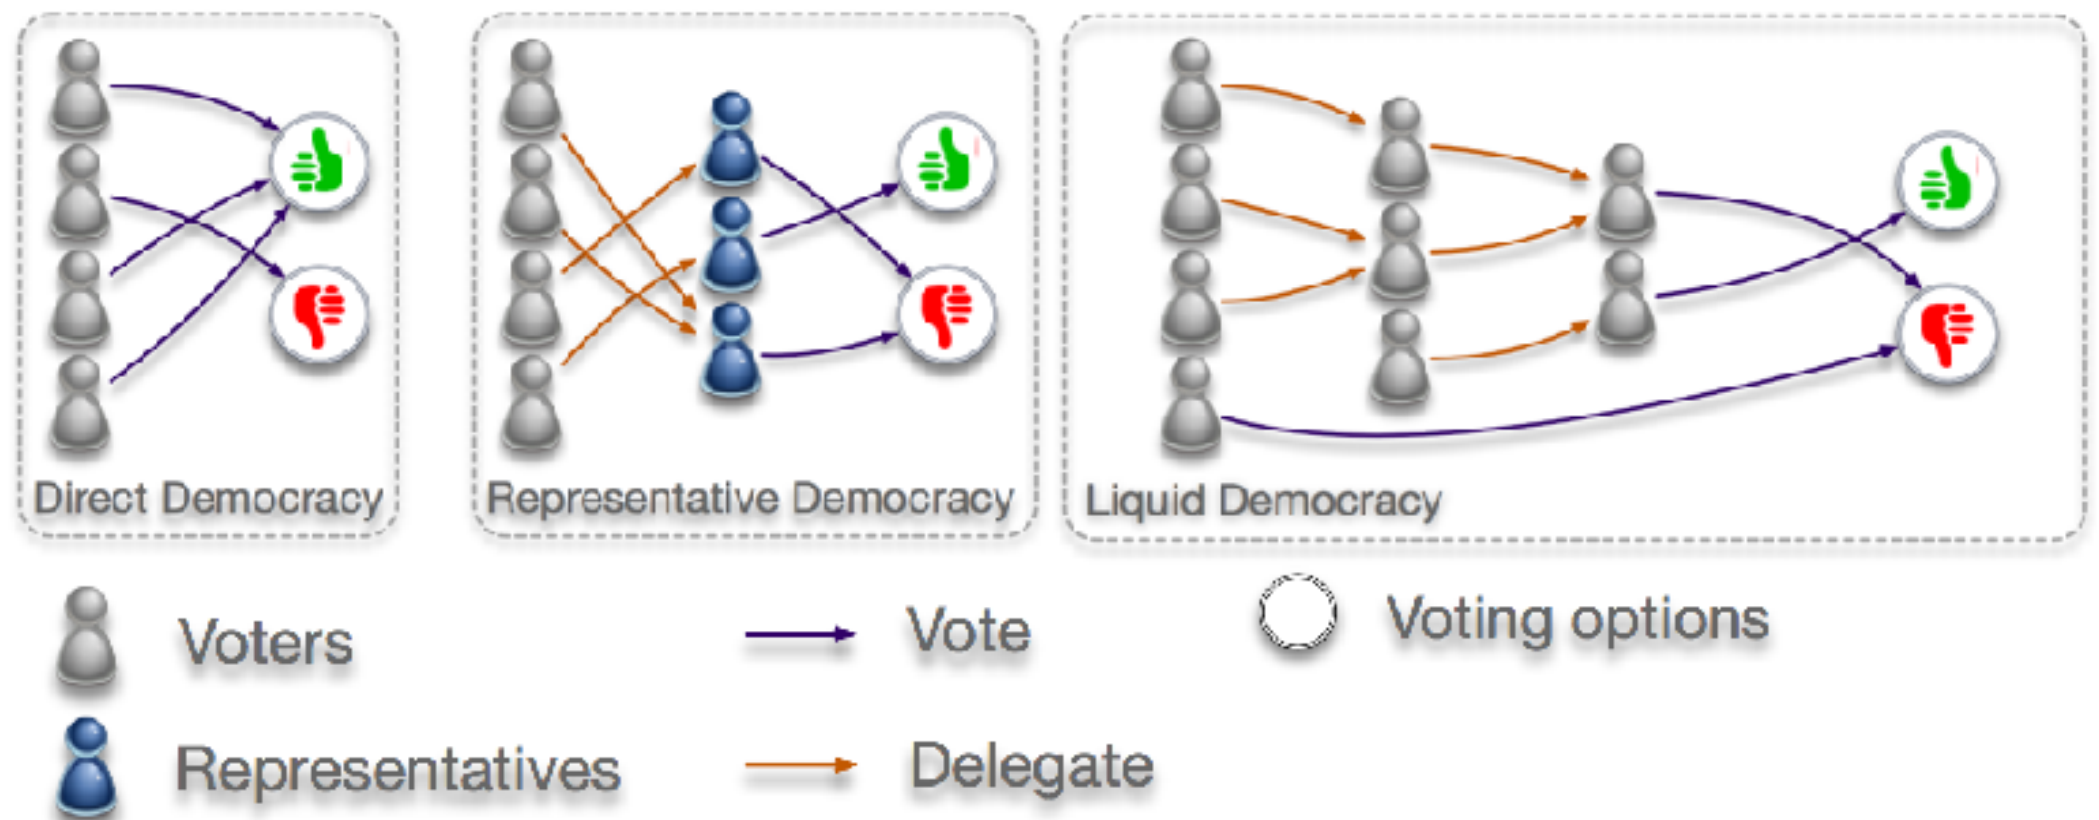 Direct Democracy
Representative Democracy
Liquid Democracy
Voters
Vote
Voting options
Representatives
Delegate